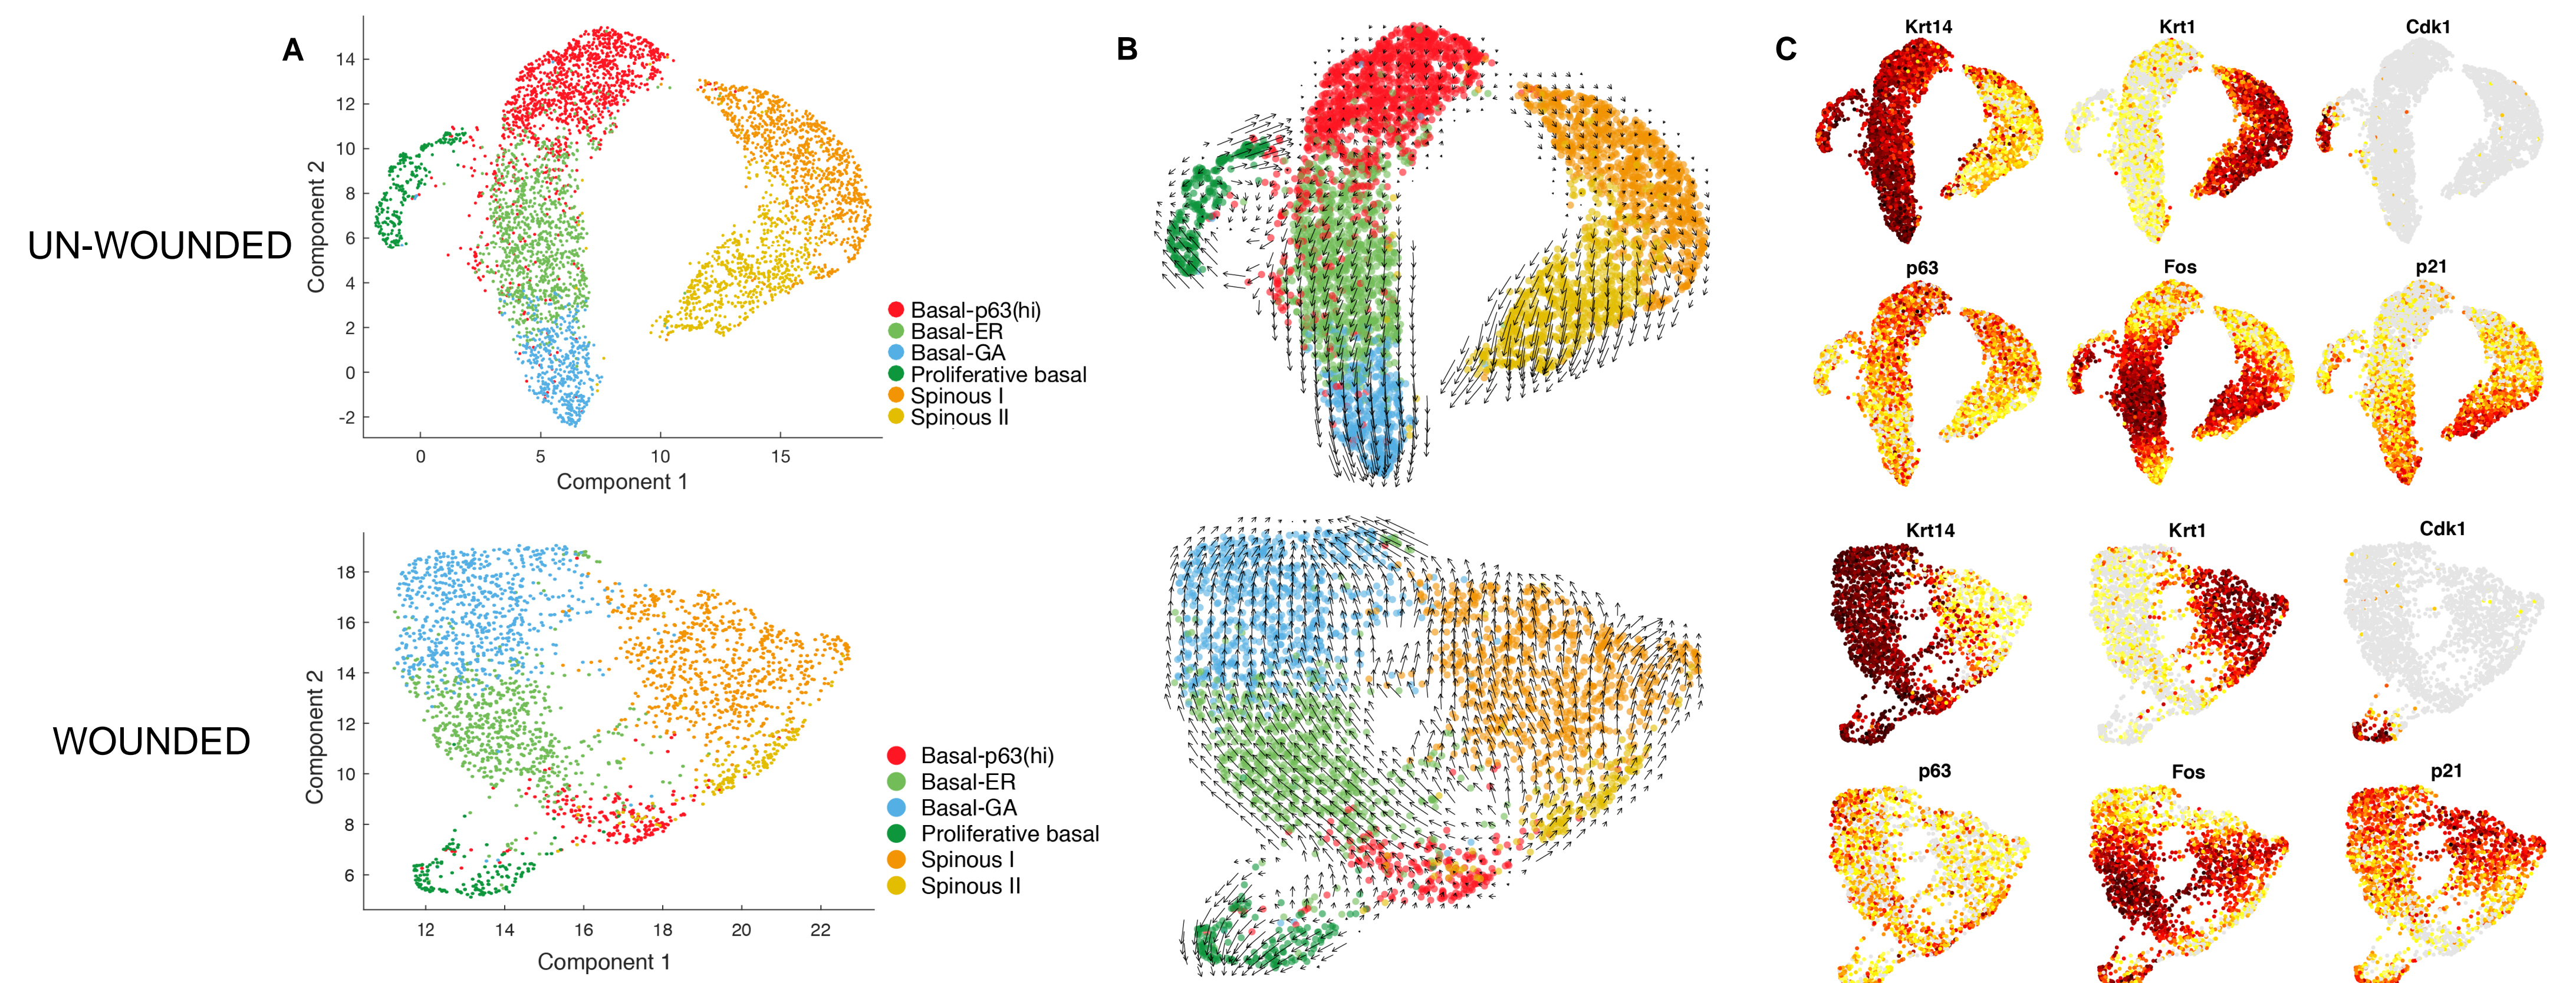 UN-WOUNDED
A
14
12
10
8
6
4
2
0
-2
Component 2
0 5 10 15
Component 1
Basal-p63(hi)
Basal-ER
Basal-GA
Proliferative basal
Spinous I
Spinous II
B
C
Krt14 Krt1 Cdk1
p63 Fos p21
WOUNDED
18
16
14
12
10
8
6
Component 2
12 14 16 18 20 22
Component 1
Basal-p63(hi)
Basal-ER
Basal-GA
Proliferative basal
Spinous I
Spinous II
Krt14 Krt1 Cdk1
p63 Fos p21